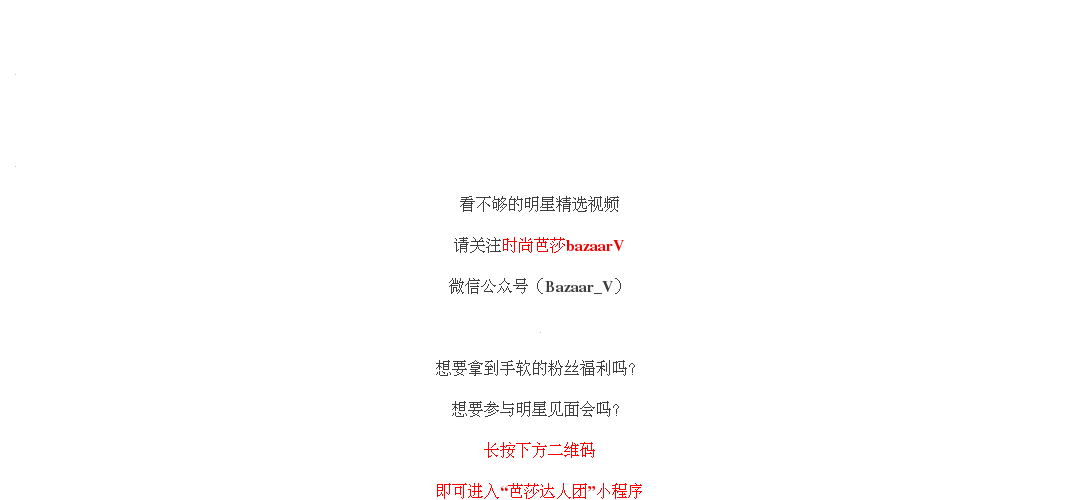 看不够的明星精选视频
请关注时尚芭莎bazaarV
微信公众号（Bazaar_V）
想要拿到手软的粉丝福利吗?
想要参与明星见面会吗?
长按下方二维码
即可进入“芭莎达人团”小程序